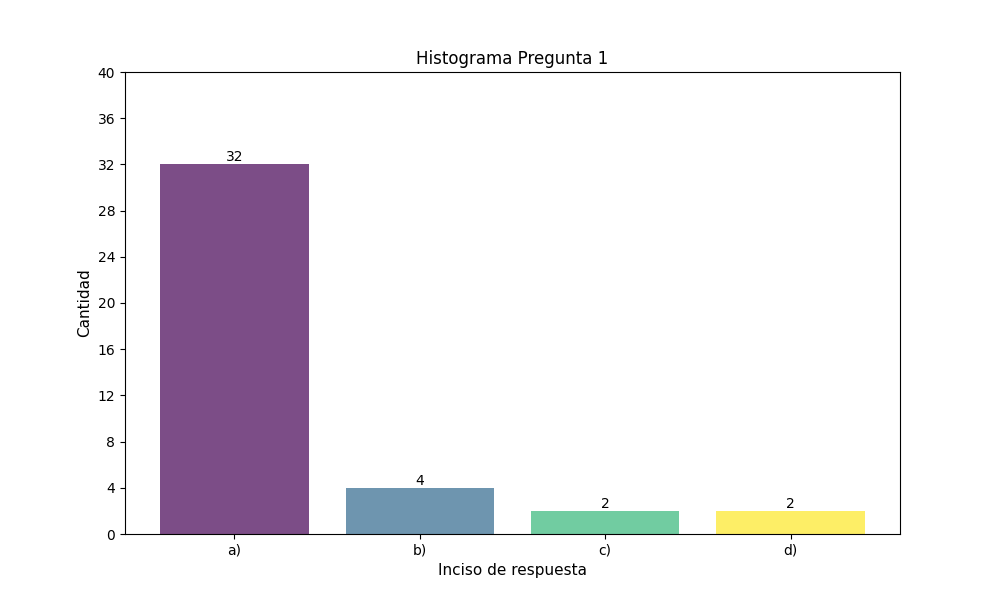 Histograma Pregunta 1
40
36
32
28
24
20
16
12
8
4
0
Cantidad
32
4
2
2
a)
b)
c)
d)
Inciso de respuesta